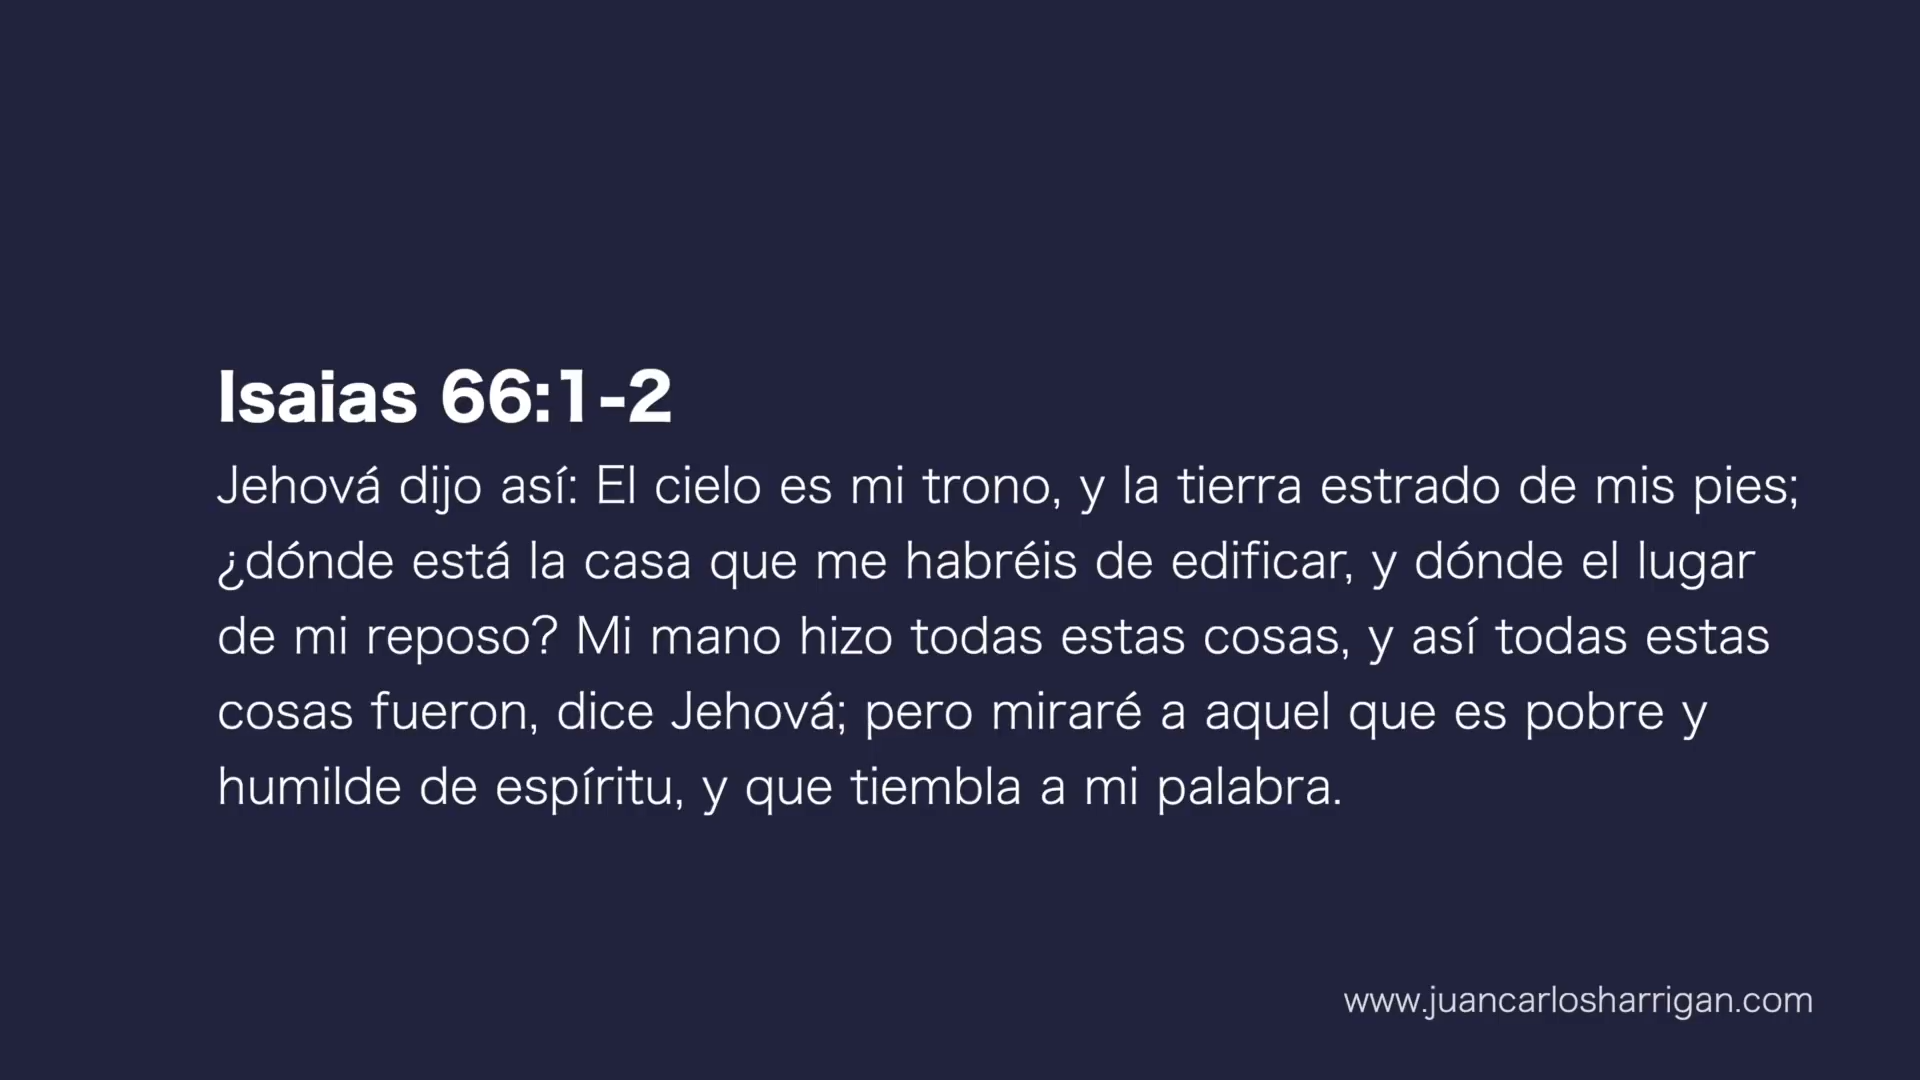 Isaias 66:1-2
Jehová dijo así: El cielo es mi trono, y la tierra estrado de mis pies;
¿dónde está la casa que me habréis de edificar, y dónde el lugar
de mi reposo? Mi mano hizo todas estas cosas, y así todas estas
cosas fueron, dice Jehová; pero miraré a aquel que es pobre y
humilde de espíritu, y que tiembla a mi palabra.
www.juancarlosharrigan.com